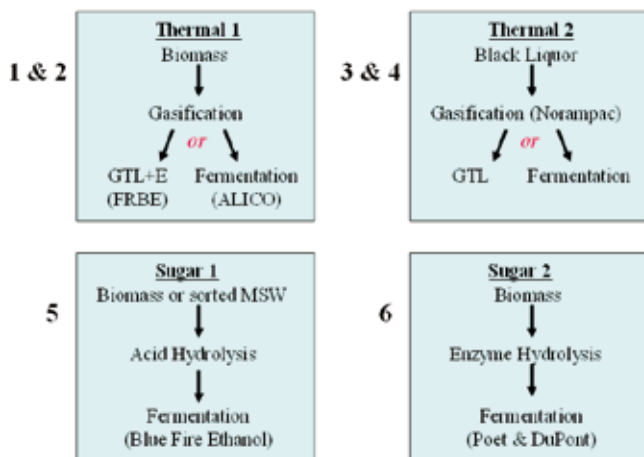 1 & 2
Thermal 1
Biomass
Gasification
or
GTL+E
(FRBE)
Fermentation
(ALICO)
3 & 4
Thermal 2
Black Liquor
Gasification (Norampac)
or
GTL
Fermentation
5
Sugar 1
Biomass or sorted MSW
Acid Hydrolysis
Fermentation
(Blue Fire Ethanol)
6
Sugar 2
Biomass
Enzyme Hydrolysis
Fermentation
(Poet & DuPont)